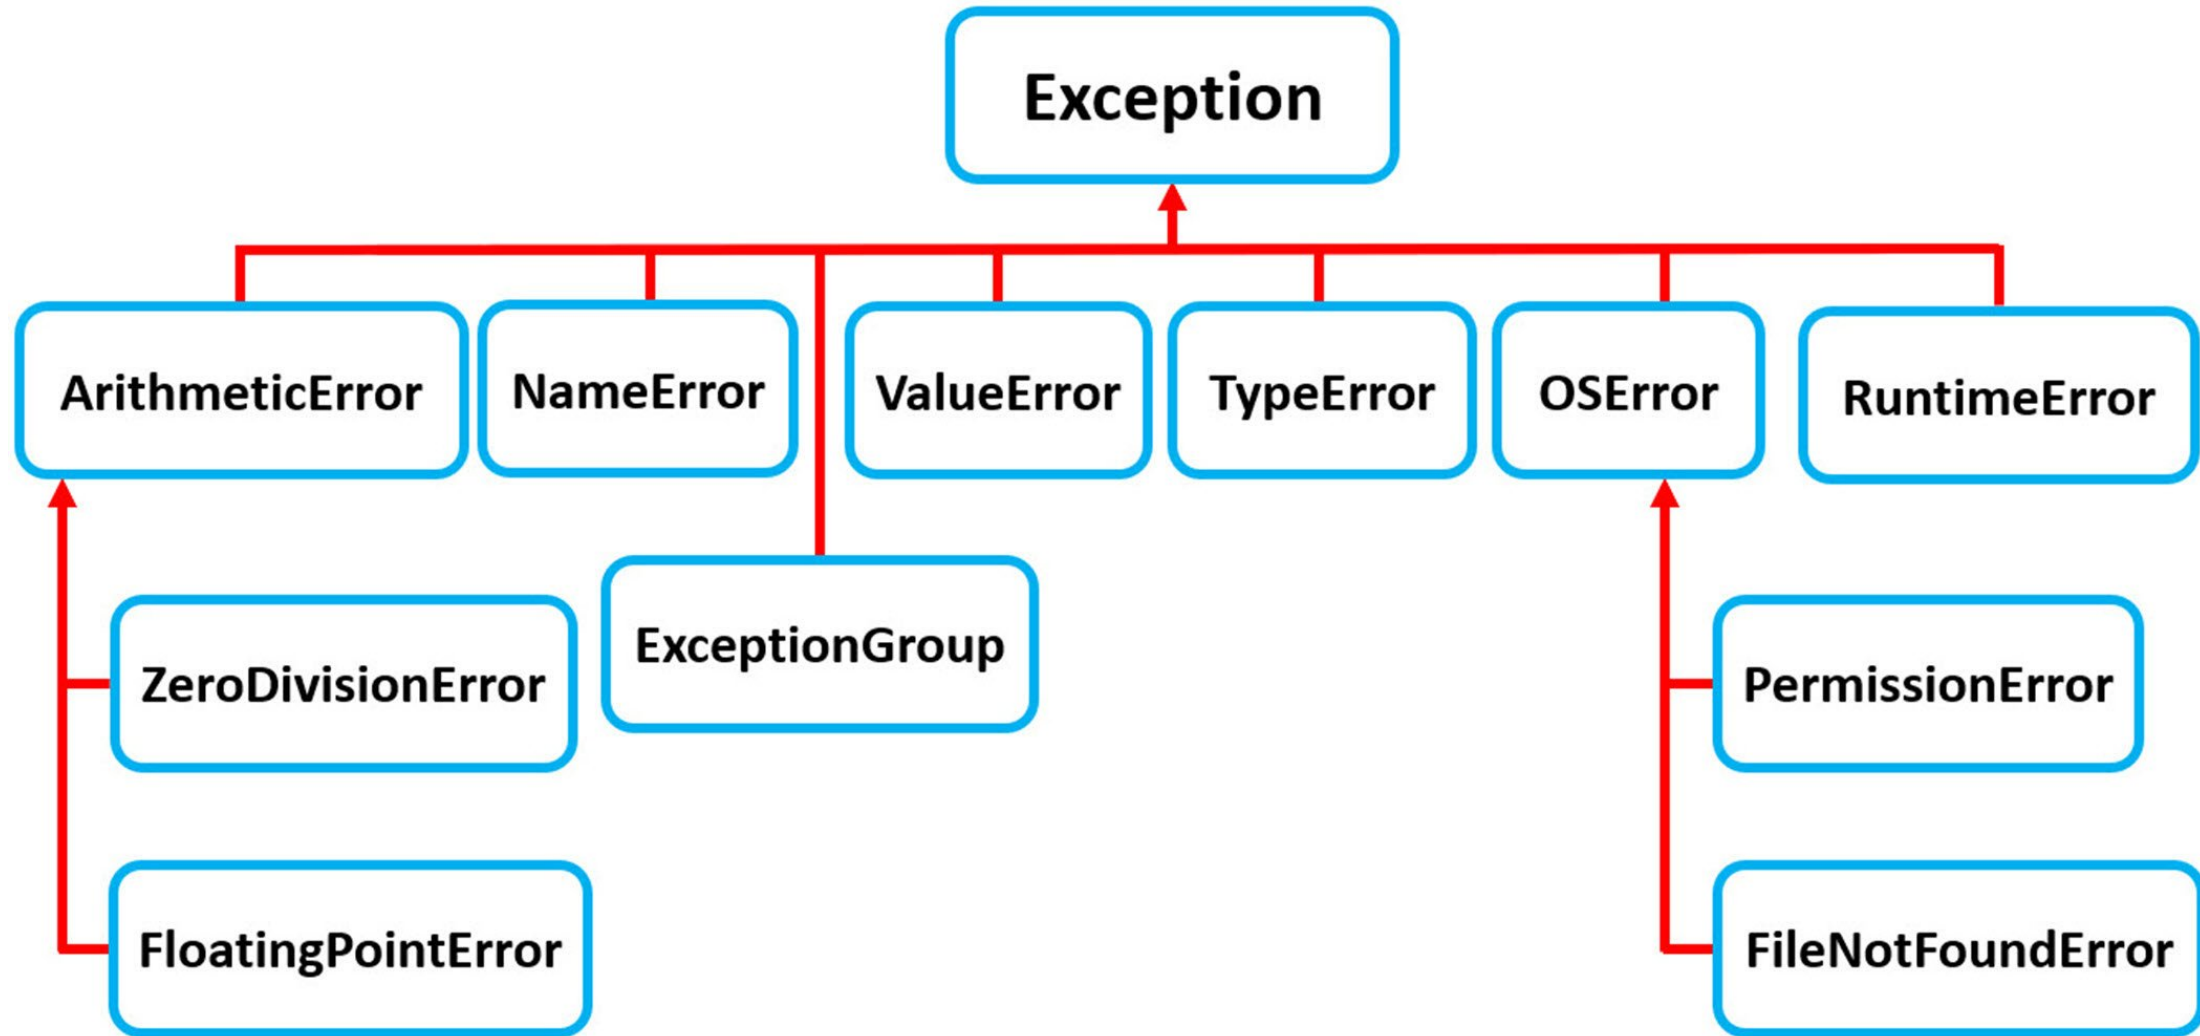 Exception
ArithmeticError
NameError
ValueError
TypeError
OSError
RuntimeError
ExceptionGroup
ZeroDivisionError
PermissionError
FloatingPointError
FileNotFoundError